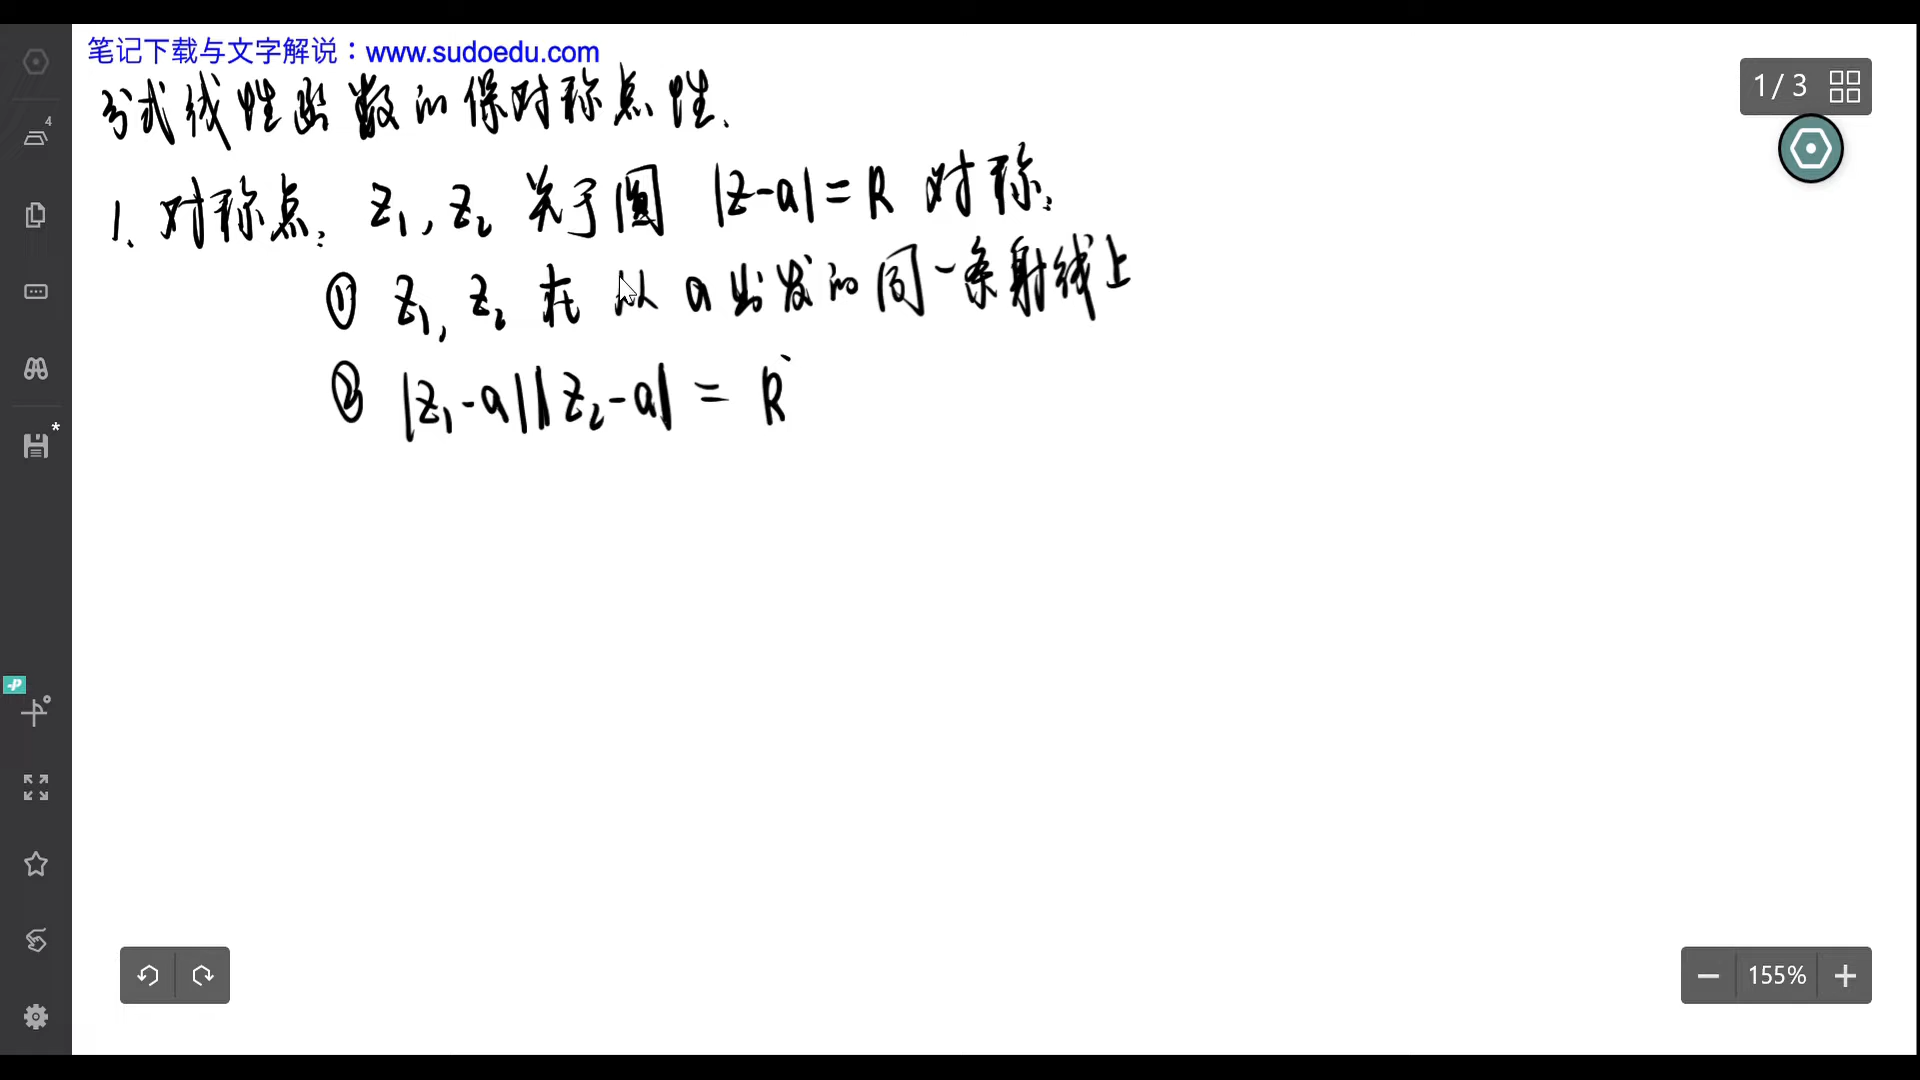 笔记下载与文字解说：www.sudoedu.com
分式线性函数的保对称点性.
1. 对称点: z₁, z₂ 关于圆 |z-a|=R 对称:
① z₁, z₂ 在以 a 出发的同一条射线上
② |z₁-a||z₂-a| = R
1 / 3
4
155%